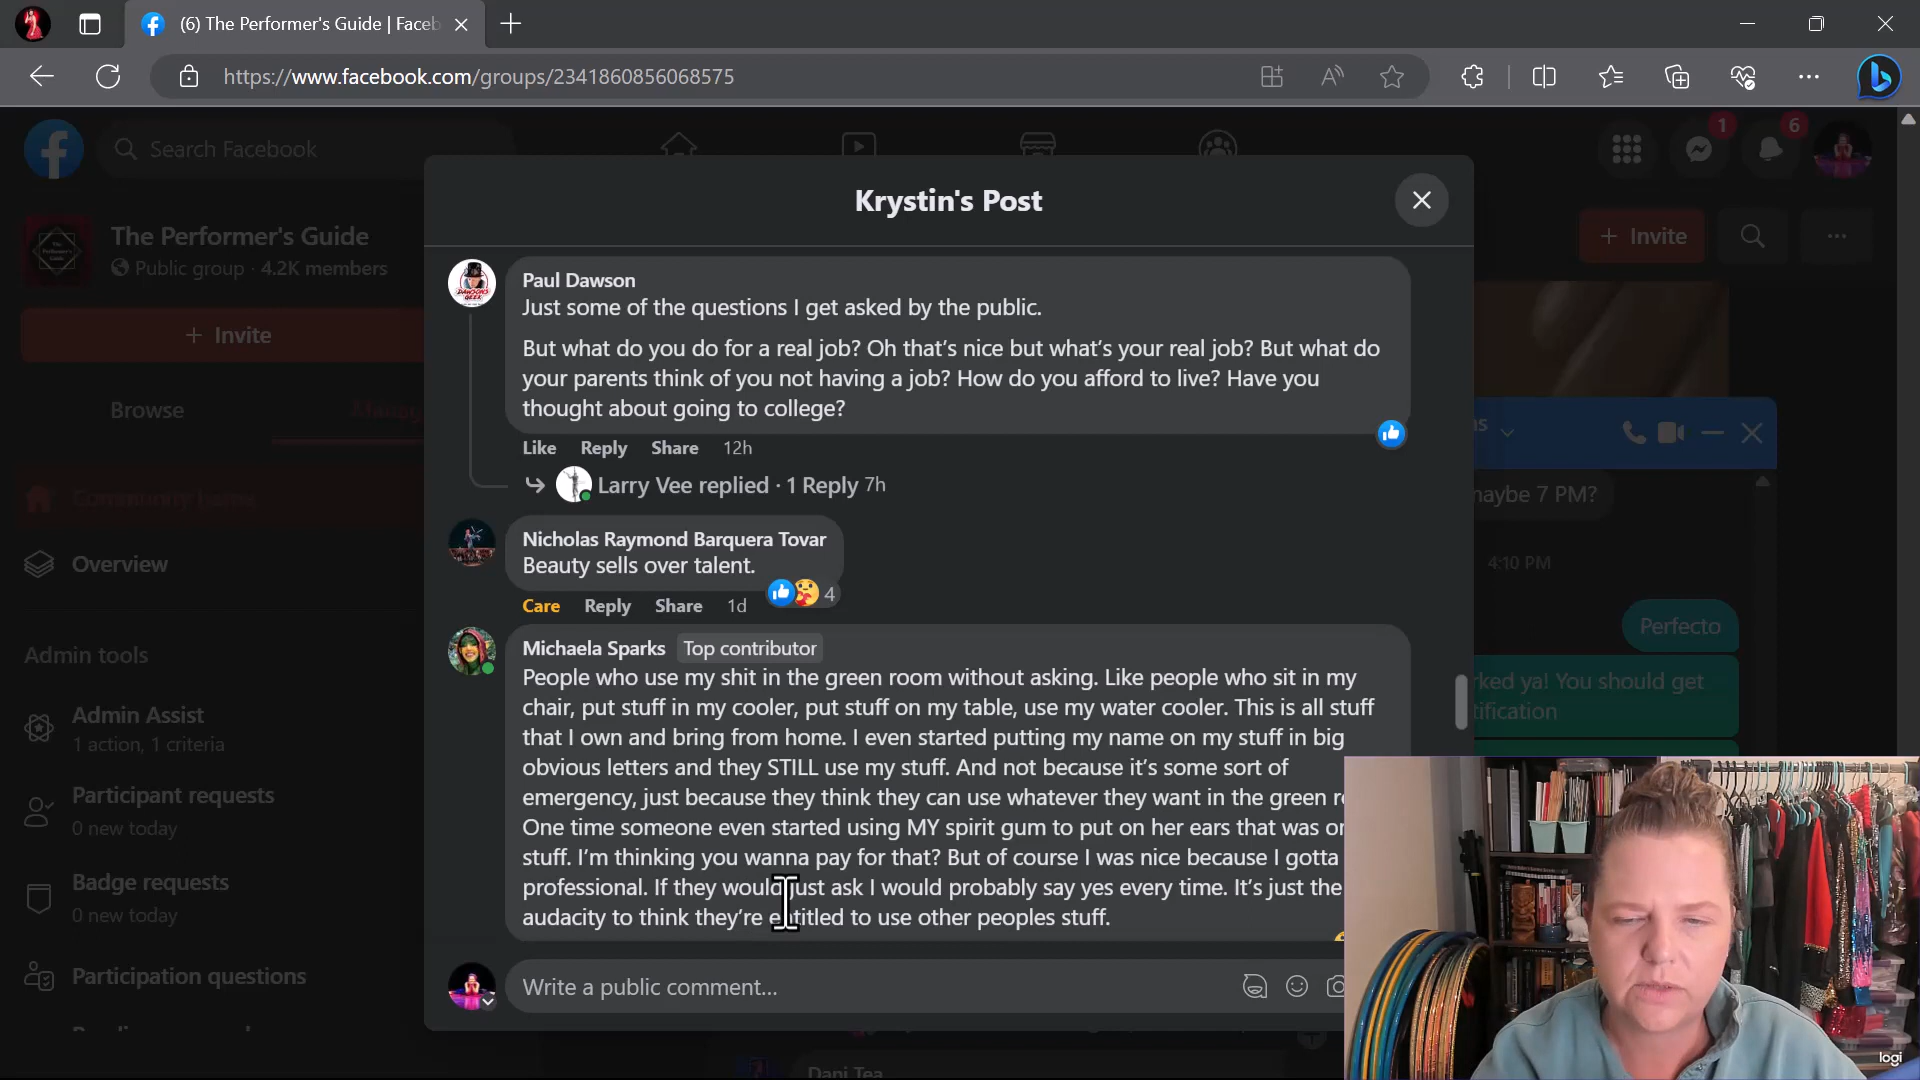 (6) The Performer's Guide | Faceb
https://www.facebook.com/groups/2341860856068575
Search Facebook
1
6
The Performer's Guide
Public group · 4.2K members
+ Invite
Browse
Community home
Overview
Admin tools
Admin Assist
1 action, 1 criteria
Participant requests
0 new today
Badge requests
0 new today
Participation questions
Krystin's Post
Paul Dawson
Just some of the questions I get asked by the public.
But what do you do for a real job? Oh that's nice but what's your real job? But what do
your parents think of you not having a job? How do you afford to live? Have you
thought about going to college?
Like Reply Share 12h
Larry Vee replied · 1 Reply 7h
Nicholas Raymond Barquera Tovar
Beauty sells over talent.
4
Care Reply Share 1d
Michaela Sparks Top contributor
People who use my shit in the green room without asking. Like people who sit in my
chair, put stuff in my cooler, put stuff on my table, use my water cooler. This is all stuff
that I own and bring from home. I even started putting my name on my stuff in big
obvious letters and they STILL use my stuff. And not because it's some sort of
emergency, just because they think they can use whatever they want in the green
One time someone even started using MY spirit gum to put on her ears that was
stuff. I'm thinking you wanna pay for that? But of course I was nice because I gotta
professional. If they would just ask I would probably say yes every time. It's just the
audacity to think they're entitled to use other peoples stuff.
Write a public comment...
+ Invite
maybe 7 PM?
4:10 PM
Perfecto
ked ya! You should get
tification
Dani Tea
logi